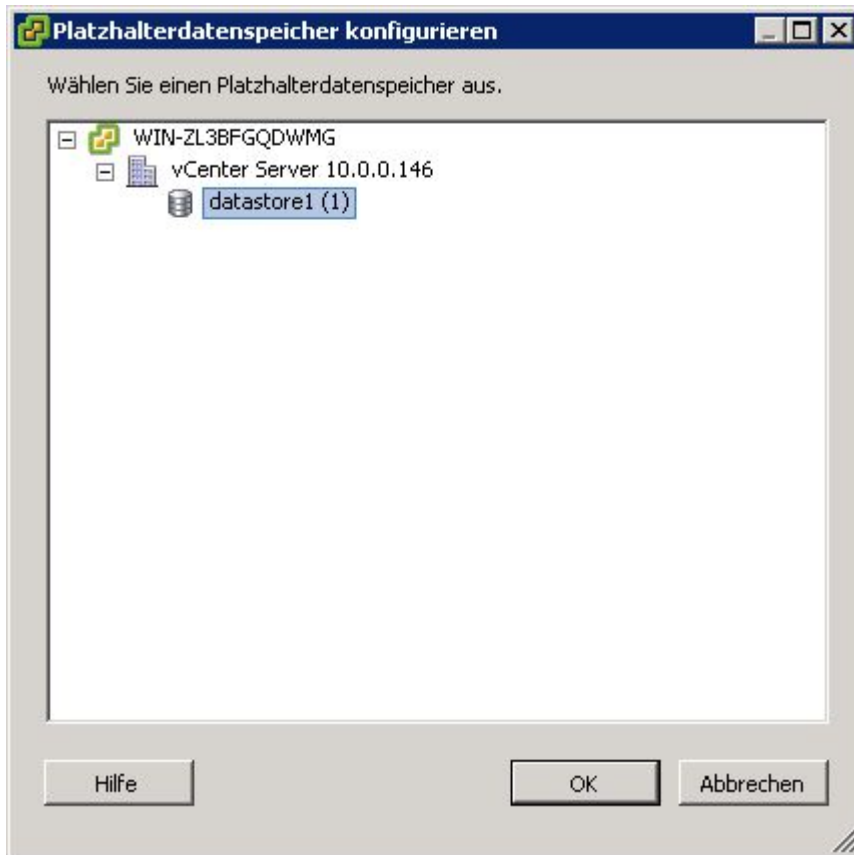 Platzhalterdatenspeicher konfigurieren
Wählen Sie einen Platzhalterdatenspeicher aus.
WIN-ZL3BFGQDWMG
vCenter Server 10.0.0.146
datastore1 (1)
Hilfe
OK
Abbrechen